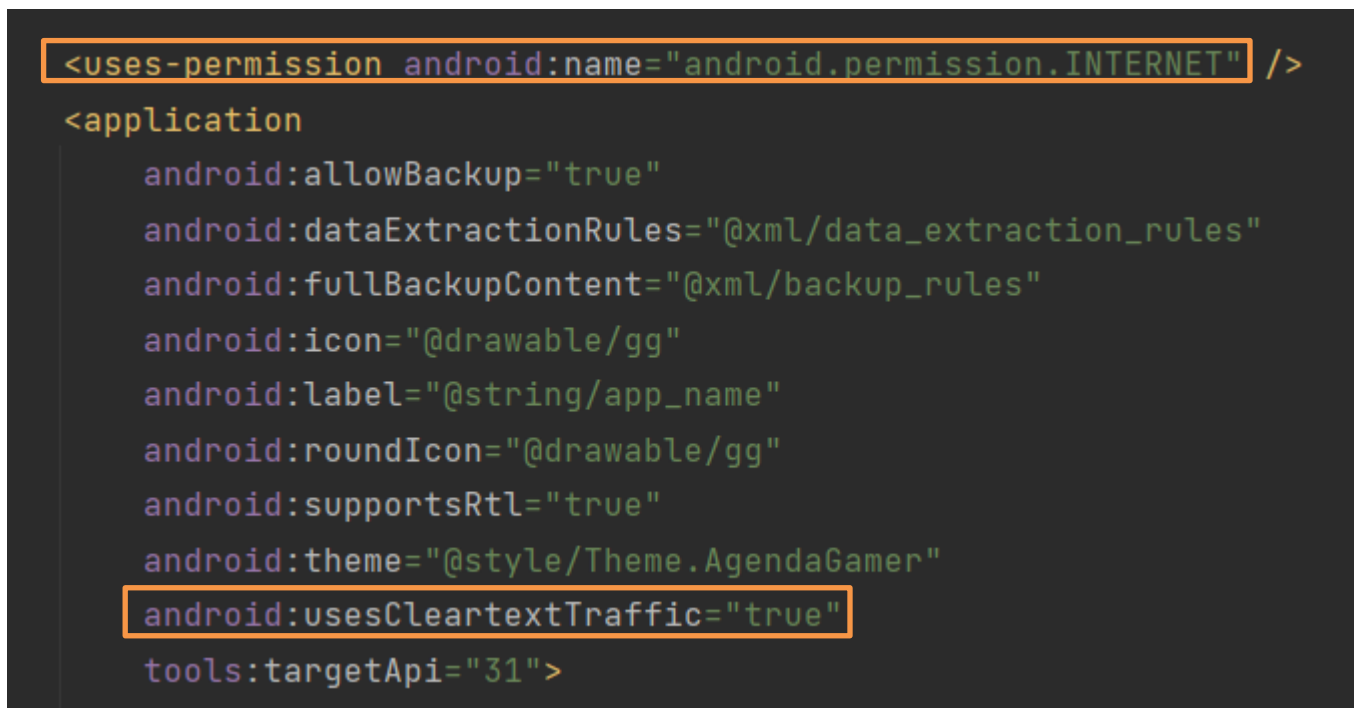 <uses-permission android:name="android.permission.INTERNET" />
<application
android:allowBackup="true"
android:dataExtractionRules="@xml/data_extraction_rules"
android:fullBackupContent="@xml/backup_rules"
android:icon="@drawable/gg"
android:label="@string/app_name"
android:roundIcon="@drawable/gg"
android:supportsRtl="true"
android:theme="@style/Theme.AgendaGamer"
android:usesCleartextTraffic="true"
tools:targetApi="31">